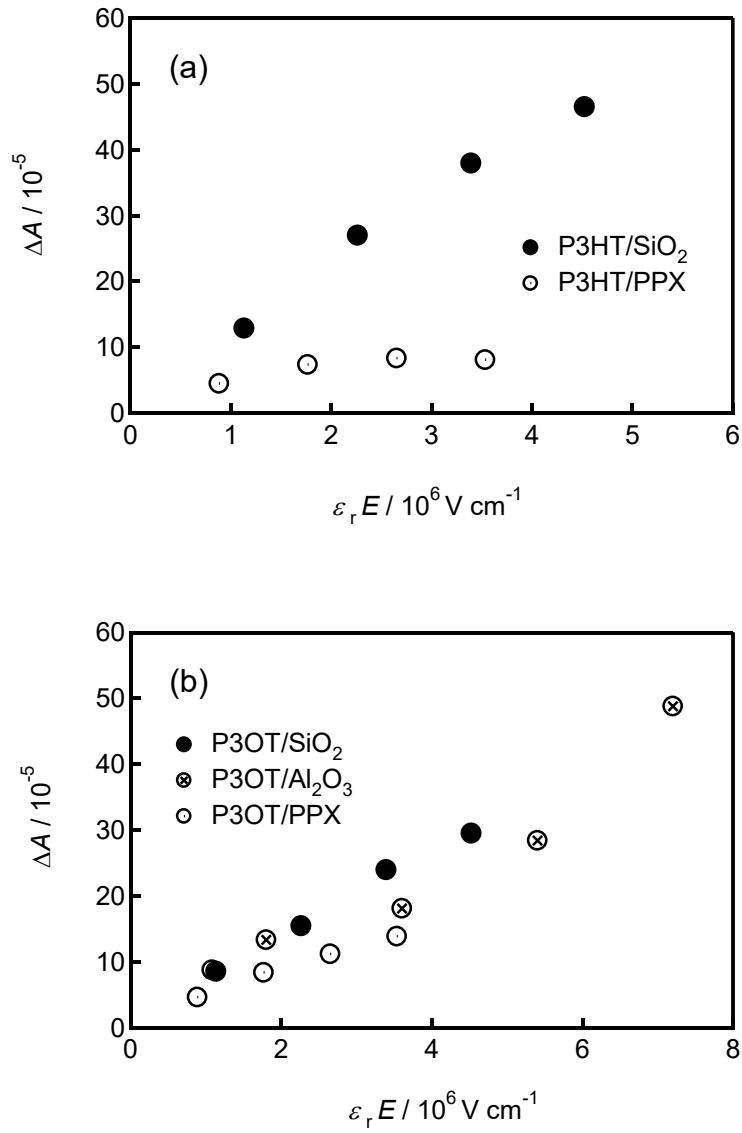 60
(a)
50
40
ΔA / 10⁻⁵
30
P3HT/SiO₂
20
P3HT/PPX
10
0
0 1 2 3 4 5 6
εᵣ E / 10⁶ V cm⁻¹
60
(b)
50
P3OT/SiO₂
40
P3OT/Al₂O₃
P3OT/PPX
ΔA / 10⁻⁵
30
20
10
0
0 2 4 6 8
εᵣ E / 10⁶ V cm⁻¹